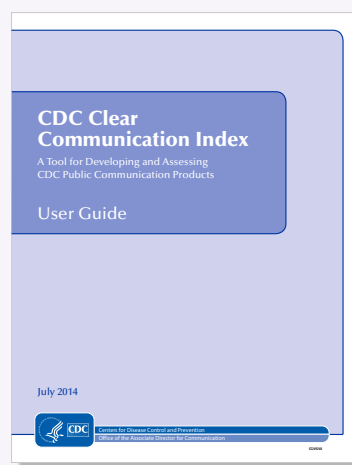 CDC Clear
Communication Index
A Tool for Developing and Assessing
CDC Public Communication Products
User Guide
July 2014
CDC
Centers for Disease Control and Prevention
Office of the Associate Director for Communication